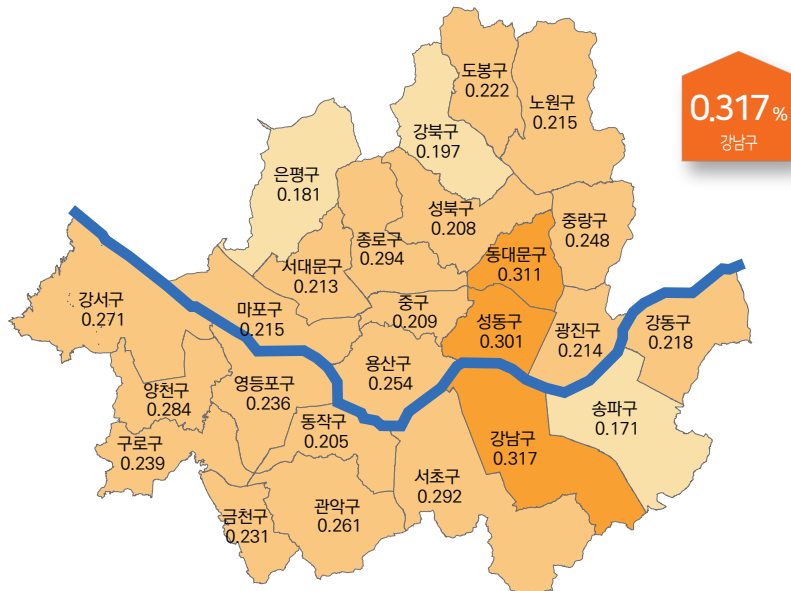 도봉구
0.222
노원구
0.215
0.317 %
강남구
강북구
0.197
은평구
0.181
성북구
0.208
중랑구
0.248
종로구
0.294
동대문구
0.311
서대문구
0.213
강서구
0.271
마포구
0.215
중구
0.209
성동구
0.301
광진구
0.214
강동구
0.218
용산구
0.254
양천구
0.284
영등포구
0.236
송파구
0.171
동작구
0.205
강남구
0.317
구로구
0.239
서초구
0.292
금천구
0.231
관악구
0.261